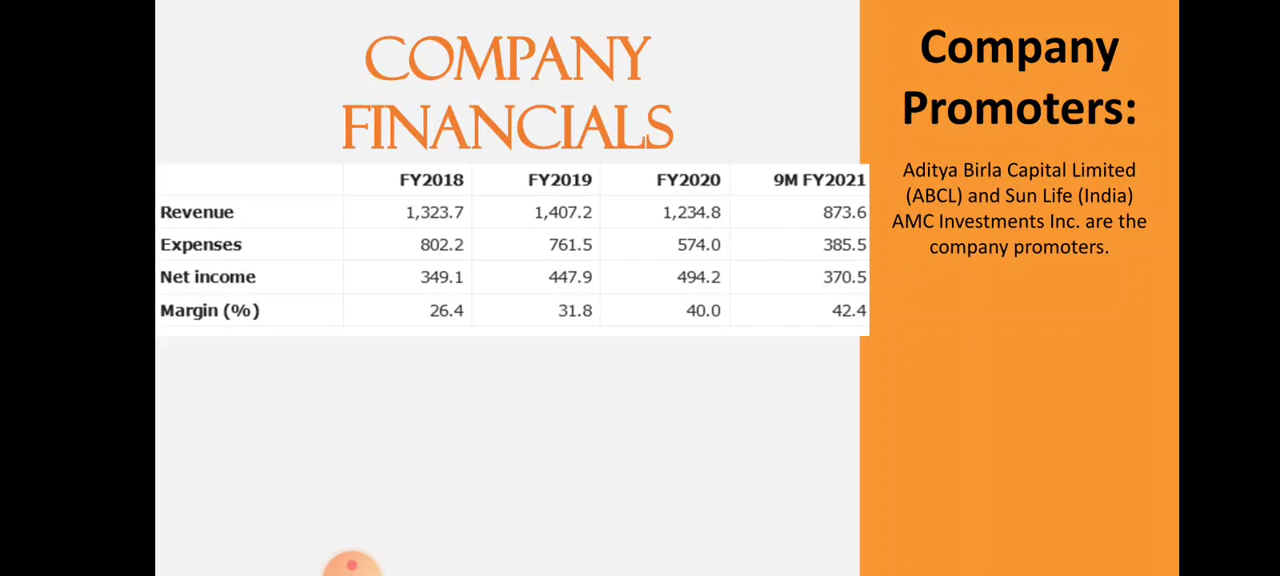 COMPANY
FINANCIALS
FY2018 FY2019 FY2020 9M FY2021
Revenue 1,323.7 1,407.2 1,234.8 873.6
Expenses 802.2 761.5 574.0 385.5
Net income 349.1 447.9 494.2 370.5
Margin (%) 26.4 31.8 40.0 42.4
Company
Promoters:
Aditya Birla Capital Limited
(ABCL) and Sun Life (India)
AMC Investments Inc. are the
company promoters.